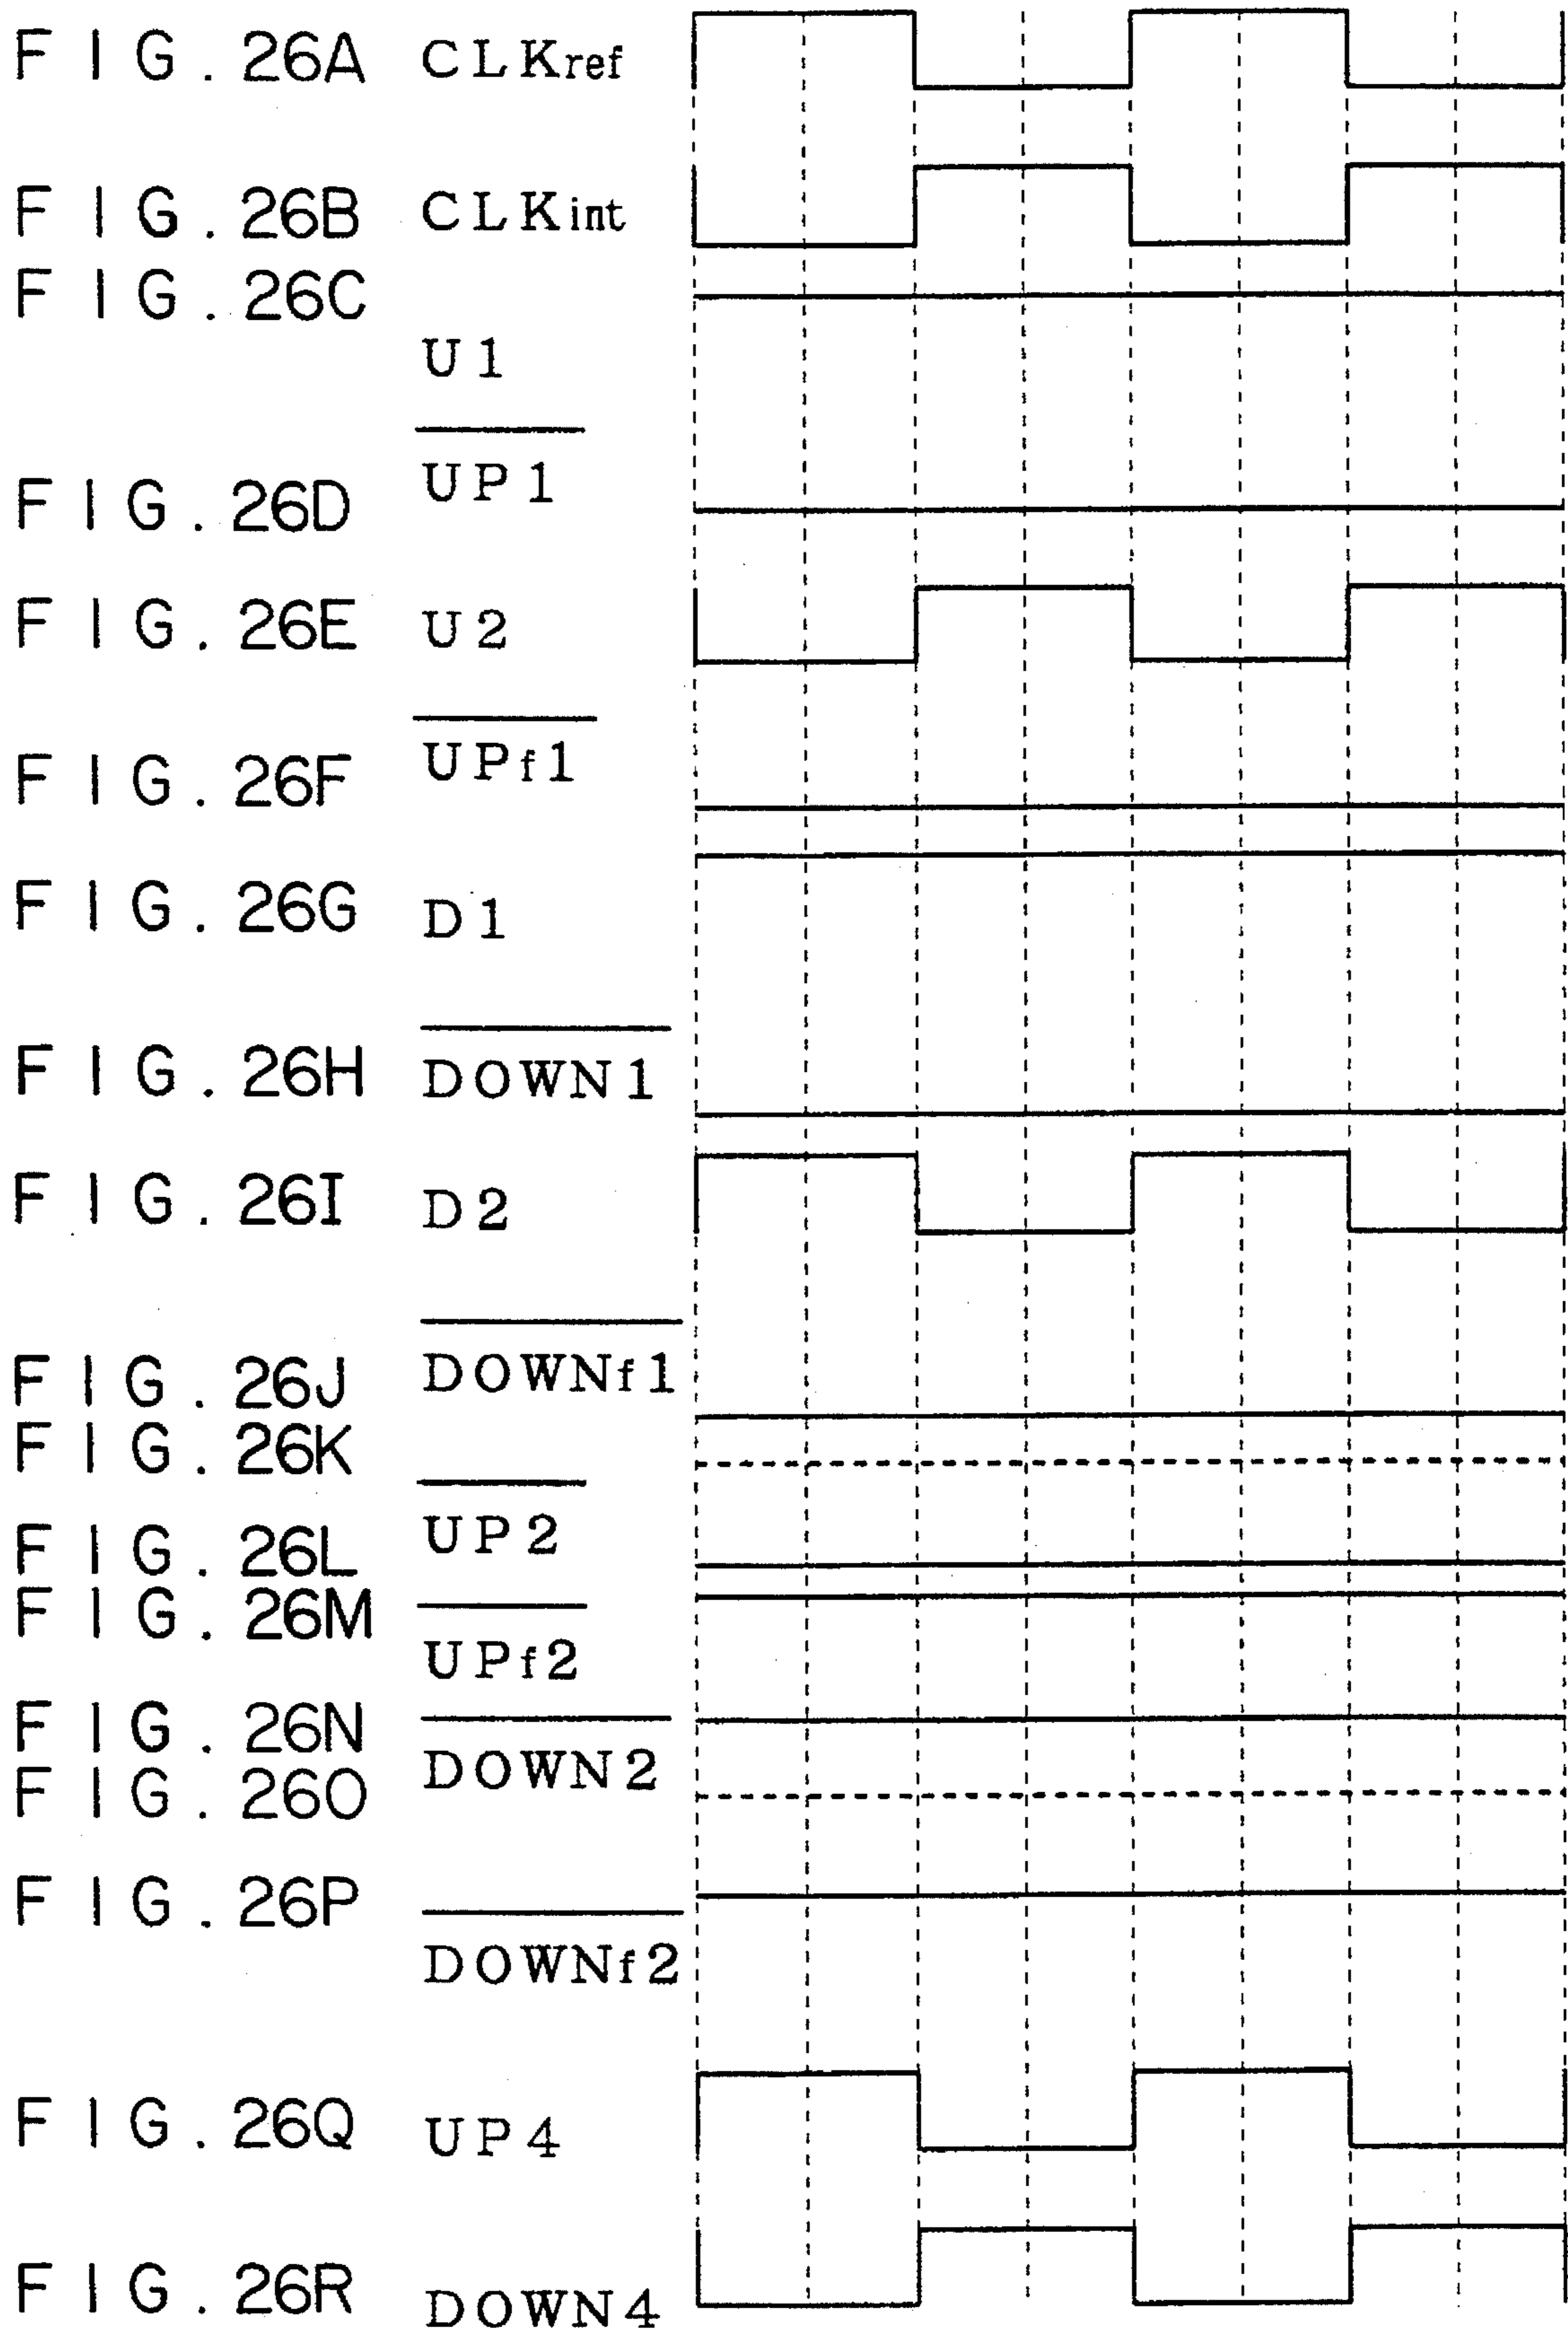 FIG. 26A CLKref
FIG. 26B CLKint
FIG. 26C
U1
UP1
FIG. 26D
FIG. 26E U2
UPf1
FIG. 26F
FIG. 26G D1
FIG. 26H DOWN1
FIG. 26I D2
DOWNf1
FIG. 26J
FIG. 26K
UP2
FIG. 26L
FIG. 26M
UPf2
FIG. 26N
DOWN2
FIG. 26O
FIG. 26P
DOWNf2
FIG. 26Q UP4
FIG. 26R DOWN4